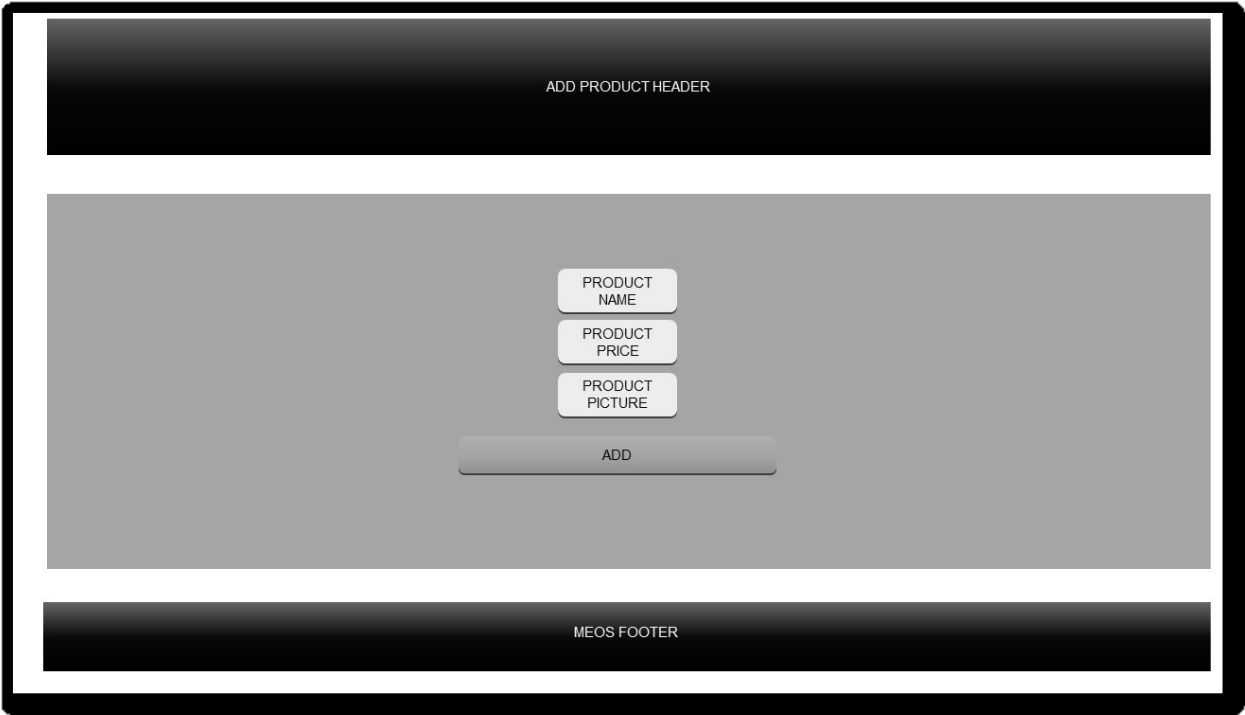 ADD PRODUCT HEADER
PRODUCT
NAME
PRODUCT
PRICE
PRODUCT
PICTURE
ADD
MEOS FOOTER